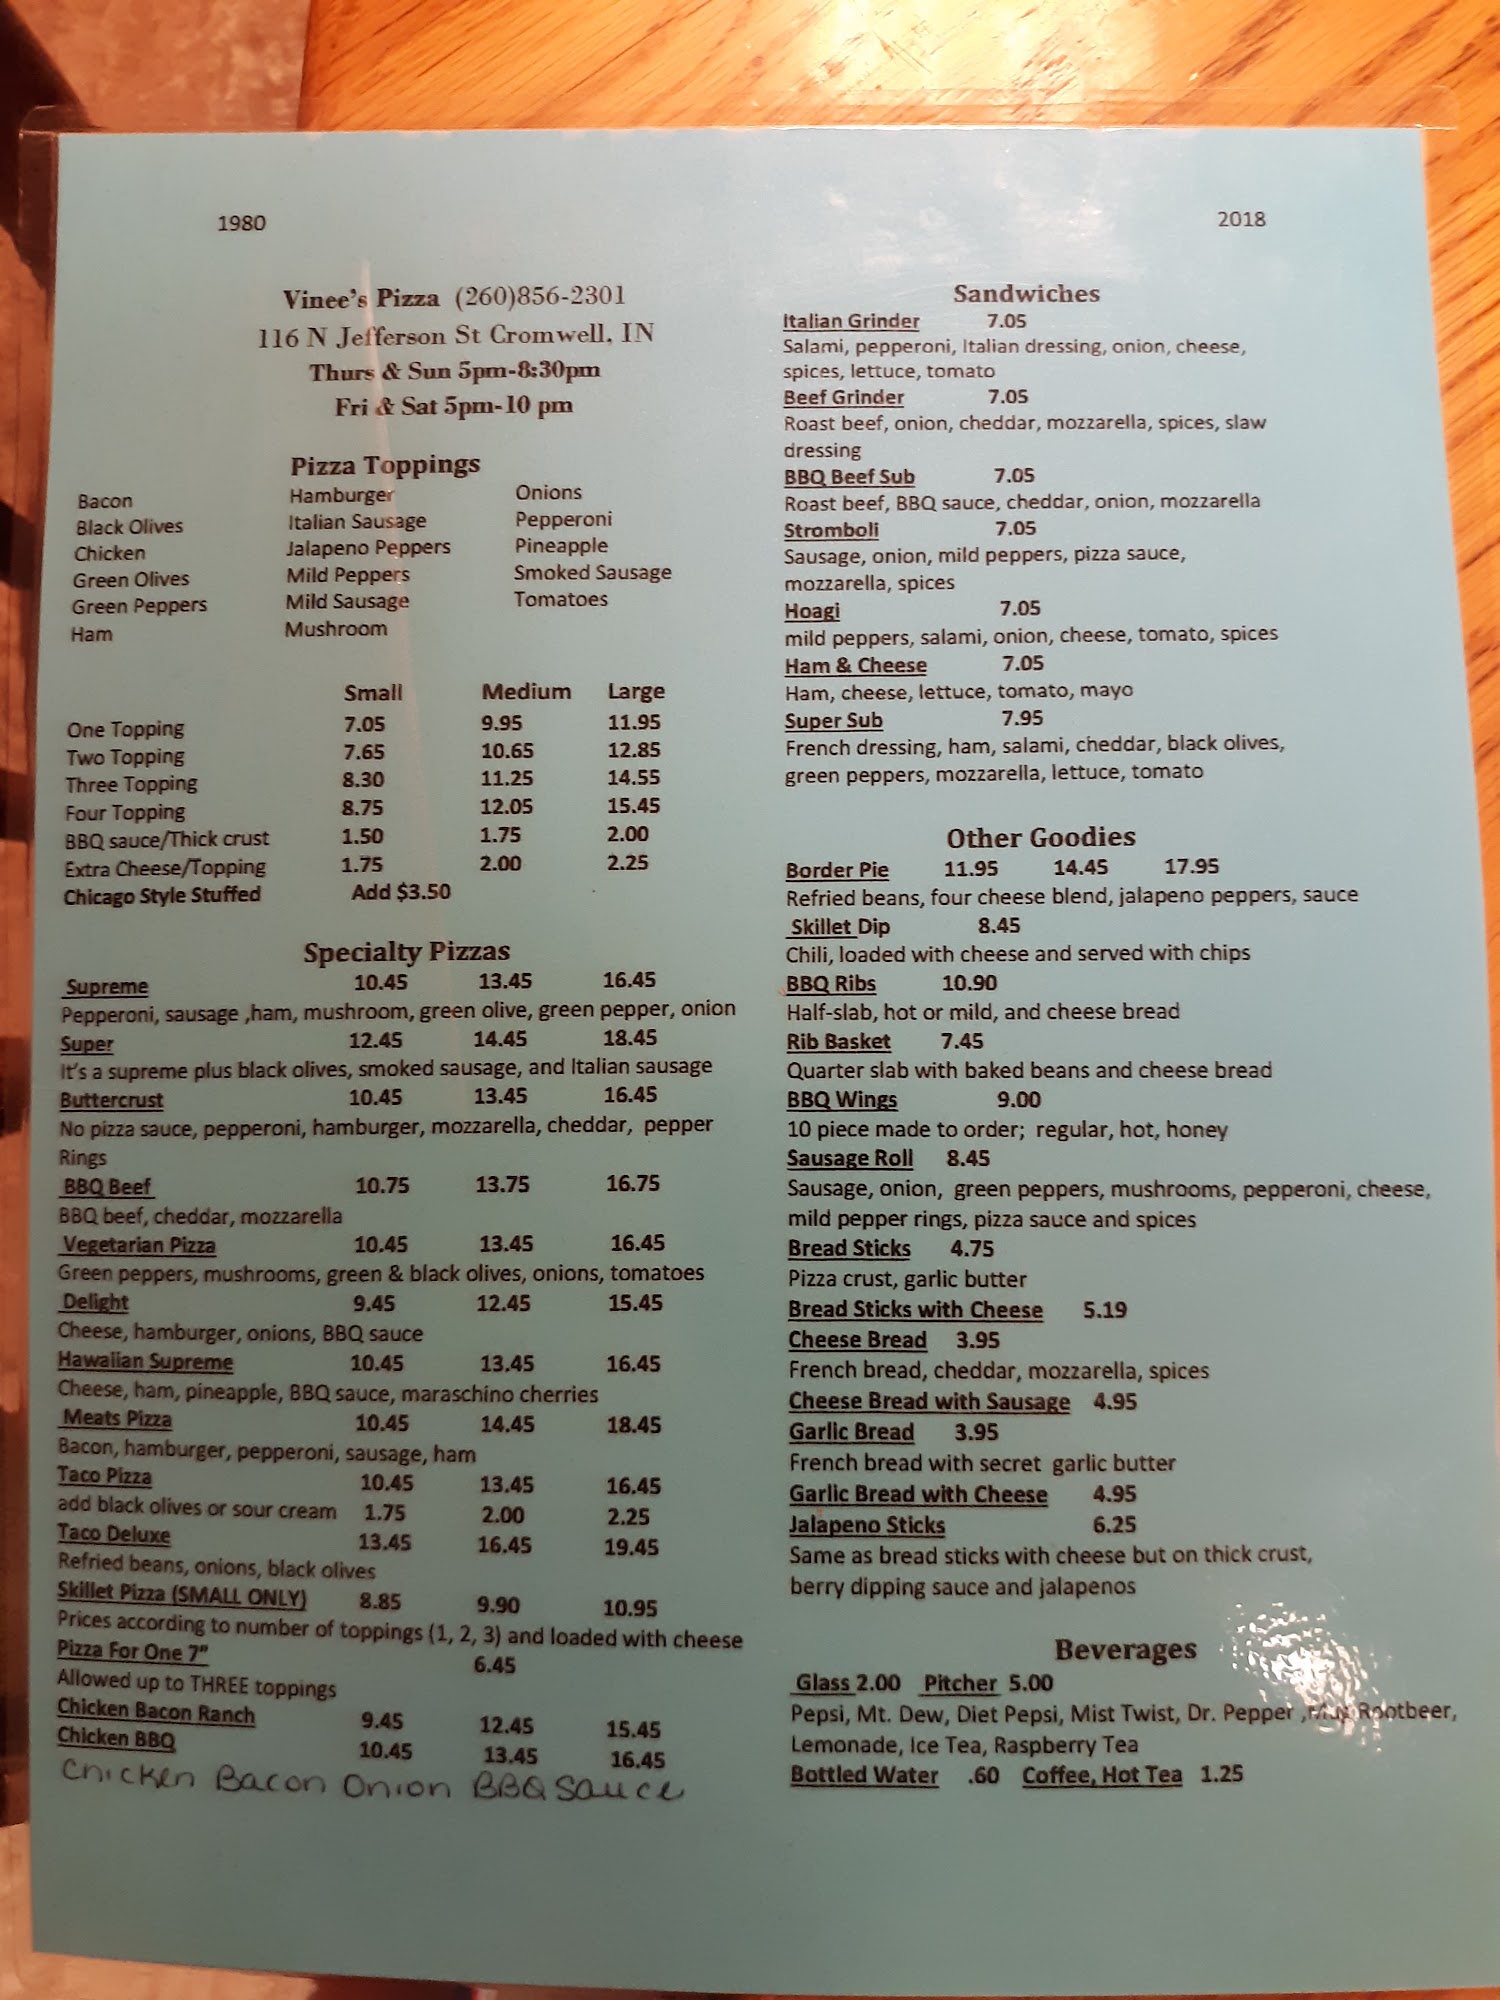 1980
2018
Vinee's Pizza (260)856-2301
116 N Jefferson St Cromwell, IN
Thurs & Sun 5pm-8:30pm
Fri & Sat 5pm-10 pm
Pizza Toppings
Bacon Hamburger Onions
Black Olives Italian Sausage Pepperoni
Chicken Jalapeno Peppers Pineapple
Green Olives Mild Peppers Smoked Sausage
Green Peppers Mild Sausage Tomatoes
Ham Mushroom
Small Medium Large
One Topping 7.05 9.95 11.95
Two Topping 7.65 10.65 12.85
Three Topping 8.30 11.25 14.55
Four Topping 8.75 12.05 15.45
BBQ sauce/Thick crust 1.50 1.75 2.00
Extra Cheese/Topping 1.75 2.00 2.25
Chicago Style Stuffed Add $3.50
Specialty Pizzas
Supreme 10.45 13.45 16.45
Pepperoni, sausage ,ham, mushroom, green olive, green pepper, onion
Super 12.45 14.45 18.45
It's a supreme plus black olives, smoked sausage, and Italian sausage
Buttercrust 10.45 13.45 16.45
No pizza sauce, pepperoni, hamburger, mozzarella, cheddar, pepper
Rings
BBQ Beef 10.75 13.75 16.75
BBQ beef, cheddar, mozzarella
Vegetarian Pizza 10.45 13.45 16.45
Green peppers, mushrooms, green & black olives, onions, tomatoes
Delight 9.45 12.45 15.45
Cheese, hamburger, onions, BBQ sauce
Hawaiian Supreme 10.45 13.45 16.45
Cheese, ham, pineapple, BBQ sauce, maraschino cherries
Meats Pizza 10.45 14.45 18.45
Bacon, hamburger, pepperoni, sausage, ham
Taco Pizza 10.45 13.45 16.45
add black olives or sour cream 1.75 2.00 2.25
Taco Deluxe 13.45 16.45 19.45
Refried beans, onions, black olives
Skillet Pizza (SMALL ONLY) 8.85 9.90 10.95
Prices according to number of toppings (1, 2, 3) and loaded with cheese
Pizza For One 7" 6.45
Allowed up to THREE toppings
Chicken Bacon Ranch 9.45 12.45 15.45
Chicken BBQ 10.45 13.45 16.45
Chicken Bacon Onion BBQ Sauce
Sandwiches
Italian Grinder 7.05
Salami, pepperoni, Italian dressing, onion, cheese,
spices, lettuce, tomato
Beef Grinder 7.05
Roast beef, onion, cheddar, mozzarella, spices, slaw
dressing
BBQ Beef Sub 7.05
Roast beef, BBQ sauce, cheddar, onion, mozzarella
Stromboli 7.05
Sausage, onion, mild peppers, pizza sauce,
mozzarella, spices
Hoagi 7.05
mild peppers, salami, onion, cheese, tomato, spices
Ham & Cheese 7.05
Ham, cheese, lettuce, tomato, mayo
Super Sub 7.95
French dressing, ham, salami, cheddar, black olives,
green peppers, mozzarella, lettuce, tomato
Other Goodies
Border Pie 11.95 14.45 17.95
Refried beans, four cheese blend, jalapeno peppers, sauce
Skillet Dip 8.45
Chili, loaded with cheese and served with chips
BBQ Ribs 10.90
Half-slab, hot or mild, and cheese bread
Rib Basket 7.45
Quarter slab with baked beans and cheese bread
BBQ Wings 9.00
10 piece made to order; regular, hot, honey
Sausage Roll 8.45
Sausage, onion, green peppers, mushrooms, pepperoni, cheese,
mild pepper rings, pizza sauce and spices
Bread Sticks 4.75
Pizza crust, garlic butter
Bread Sticks with Cheese 5.19
Cheese Bread 3.95
French bread, cheddar, mozzarella, spices
Cheese Bread with Sausage 4.95
Garlic Bread 3.95
French bread with secret garlic butter
Garlic Bread with Cheese 4.95
Jalapeno Sticks 6.25
Same as bread sticks with cheese but on thick crust,
berry dipping sauce and jalapenos
Beverages
Glass 2.00 Pitcher 5.00
Pepsi, Mt. Dew, Diet Pepsi, Mist Twist, Dr. Pepper , Rootbeer,
Lemonade, Ice Tea, Raspberry Tea
Bottled Water .60 Coffee, Hot Tea 1.25